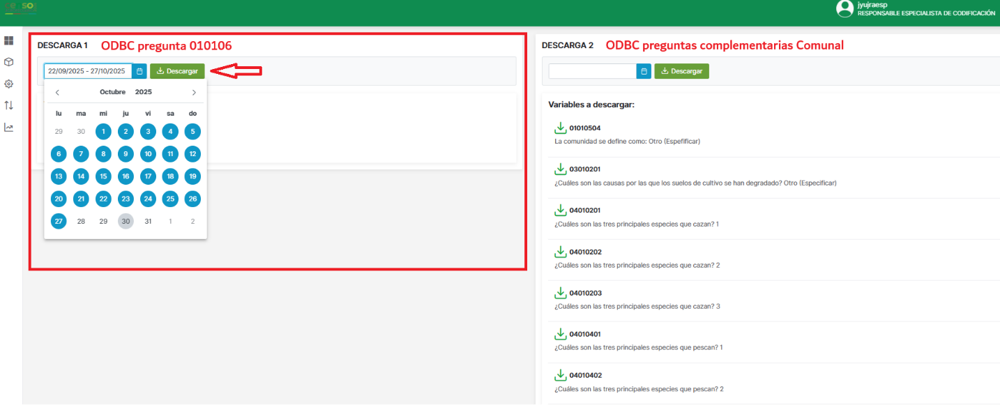 jyujraesp
RESPONSABLE ESPECIALISTA DE CODIFICACIÓN
DESCARGA 1 ODBC pregunta 010106
22/09/2025 - 27/10/2025 Descargar
Octubre 2025
lu ma mi ju vi sa do
29 30 1 2 3 4 5
6 7 8 9 10 11 12
13 14 15 16 17 18 19
20 21 22 23 24 25 26
27 28 29 30 31 1 2
DESCARGA 2 ODBC preguntas complementarias Comunal
Descargar
Variables a descargar:
01010504
La comunidad se define como: Otro (Espefificar)
03010201
¿Cuáles son las causas por las que los suelos de cultivo se han degradado? Otro (Especificar)
04010201
¿Cuáles son las tres principales especies que cazan? 1
04010202
¿Cuáles son las tres principales especies que cazan? 2
04010203
¿Cuáles son las tres principales especies que cazan? 3
04010401
¿Cuáles son las tres principales especies que pescan? 1
04010402
¿Cuáles son las tres principales especies que pescan? 2